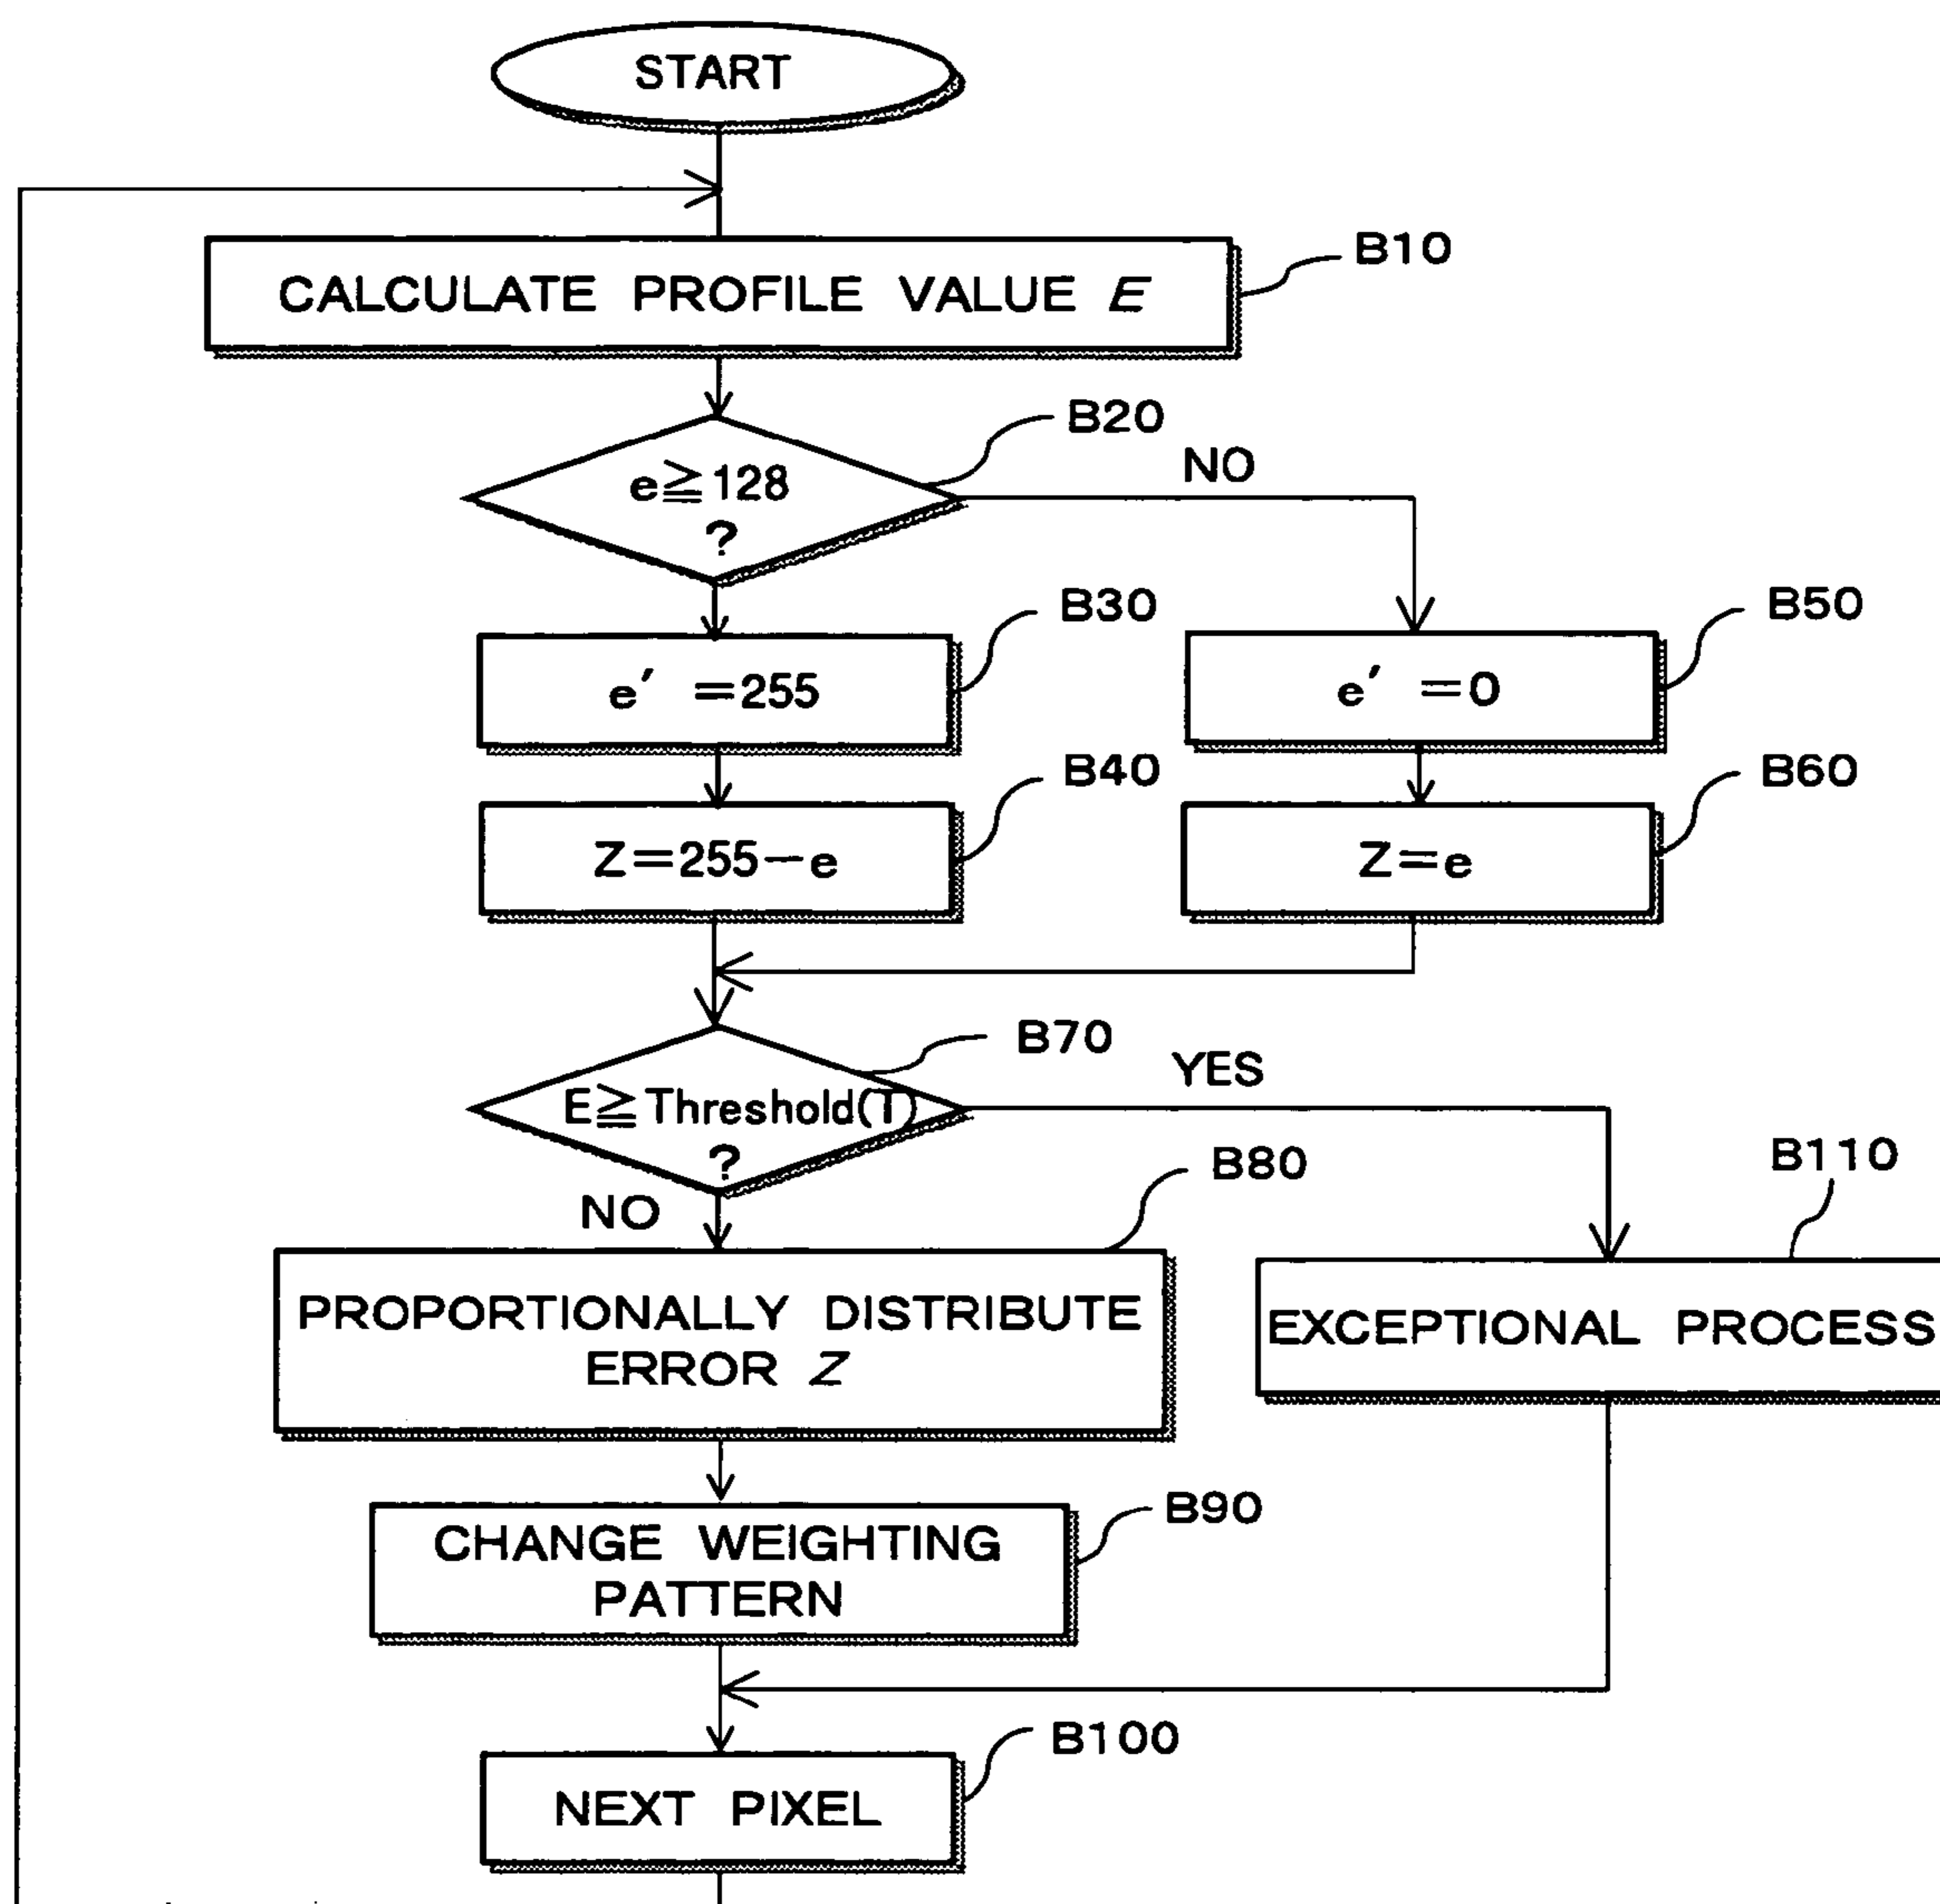 START
CALCULATE PROFILE VALUE E
B10
B20
e≧128
?
NO
B30
e′ =255
B50
e′ =0
B40
Z=255−e
B60
Z=e
B70
E≧Threshold(T)
?
YES
NO
B80
B110
PROPORTIONALLY DISTRIBUTE
ERROR Z
EXCEPTIONAL PROCESS
B90
CHANGE WEIGHTING
PATTERN
B100
NEXT PIXEL